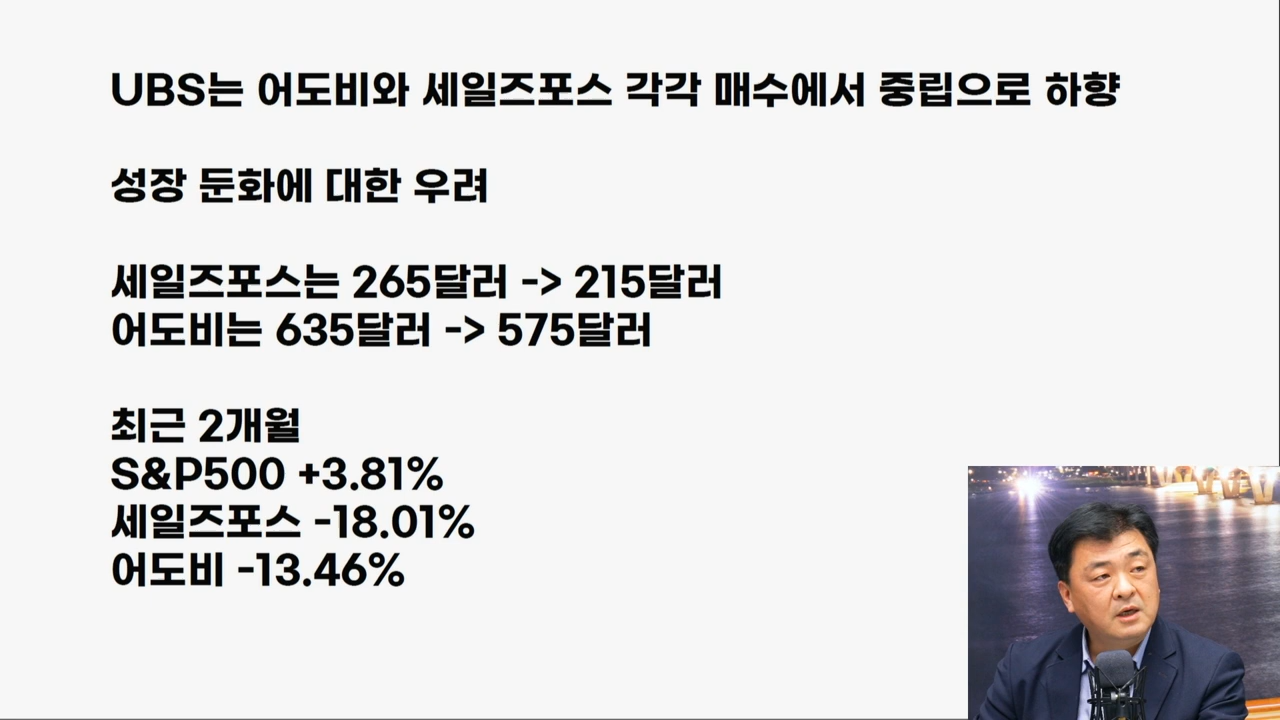 UBS는 어도비와 세일즈포스 각각 매수에서 중립으로 하향
성장 둔화에 대한 우려
세일즈포스는 265달러 -> 215달러
어도비는 635달러 -> 575달러
최근 2개월
S&P500 +3.81%
세일즈포스 -18.01%
어도비 -13.46%